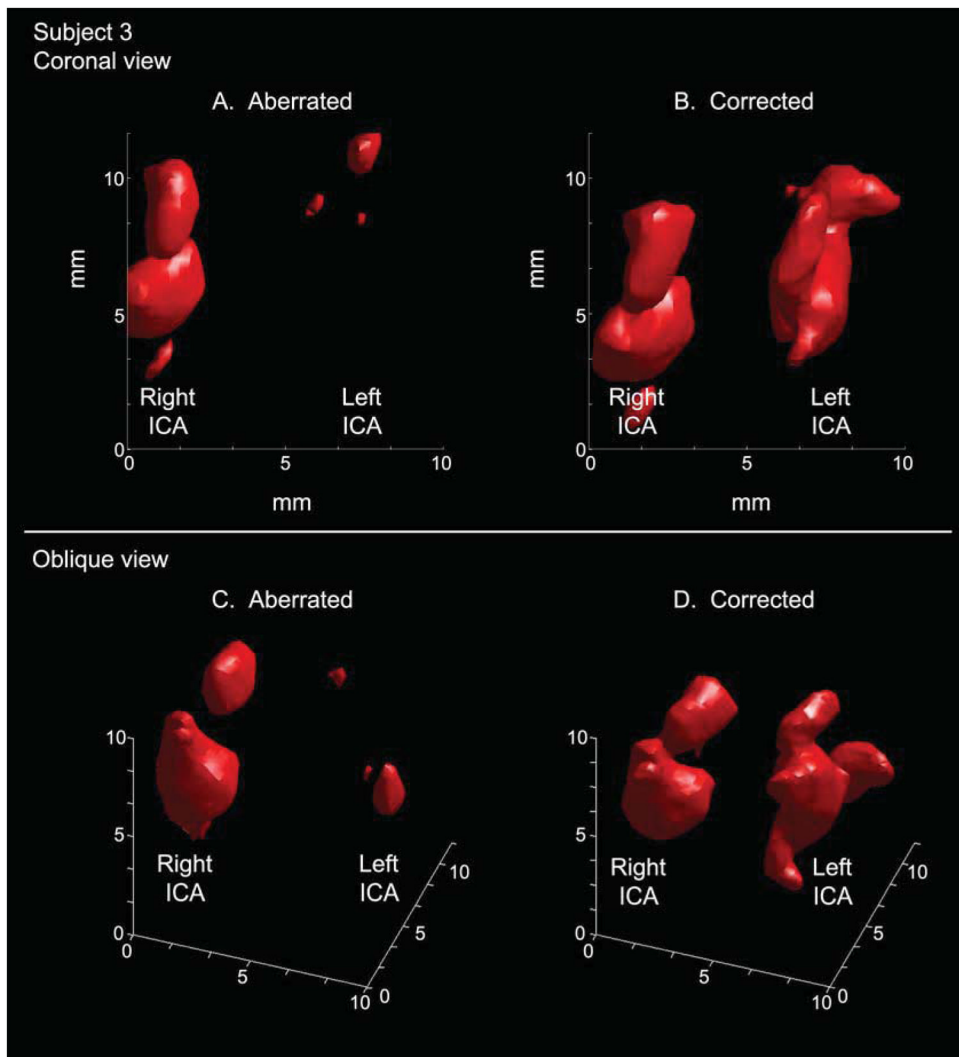 Subject 3
Coronal view
A. Aberrated
B. Corrected
10
5
0
mm
0
5
10
mm
Right
ICA
Left
ICA
10
5
0
mm
0
5
10
mm
Right
ICA
Left
ICA
Oblique view
C. Aberrated
D. Corrected
10
5
0
0
5
10
0
5
10
Right
ICA
Left
ICA
10
5
0
0
5
10
0
5
10
Right
ICA
Left
ICA